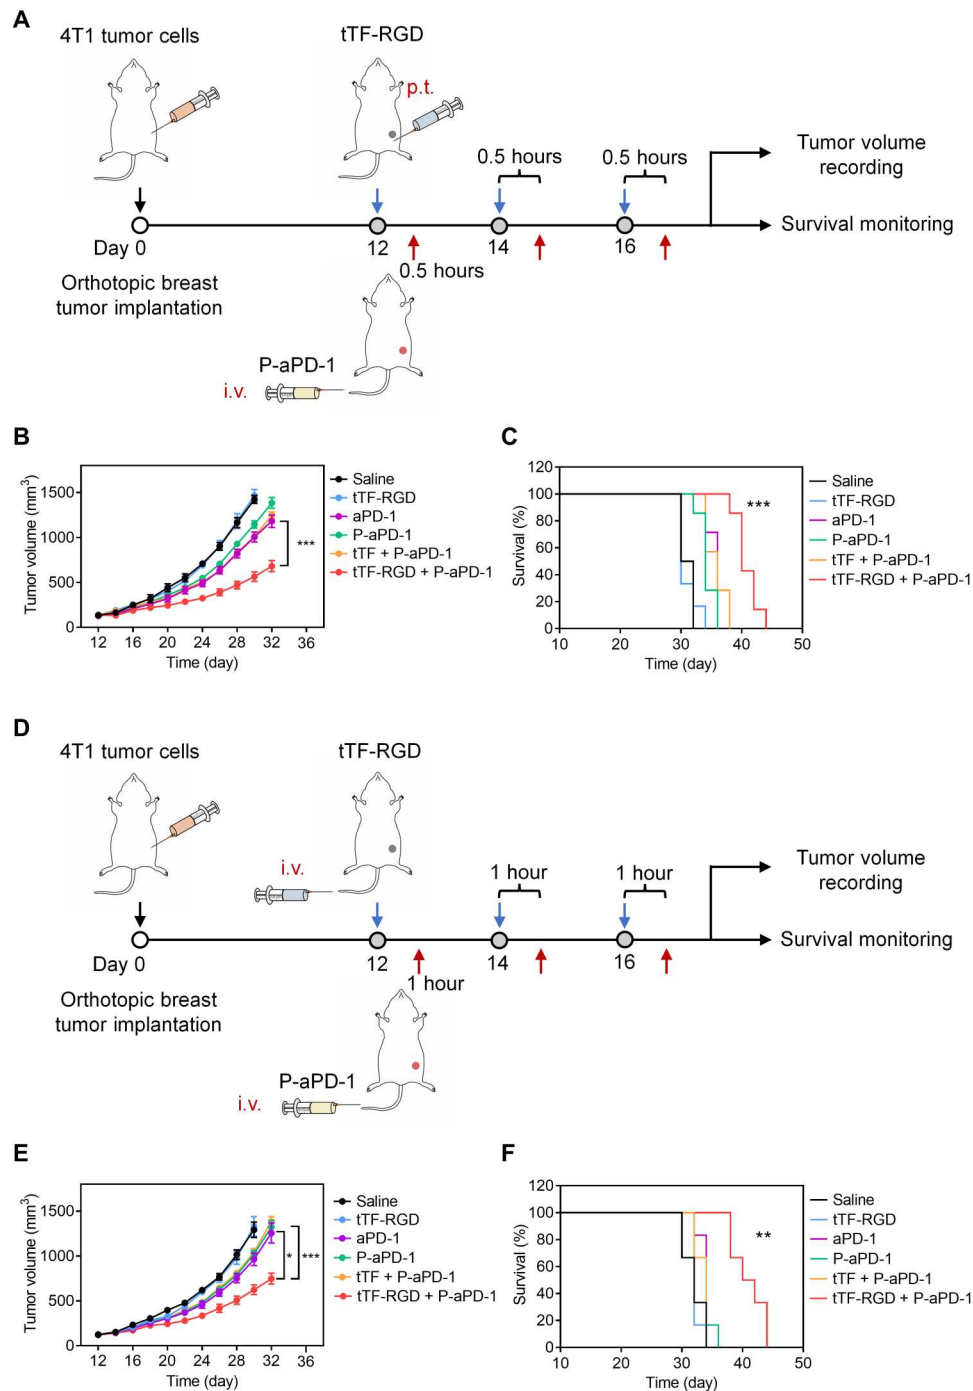 A
4T1 tumor cells
tTF-RGD
p.t.
0.5 hours
0.5 hours
Tumor volume
recording
Survival monitoring
Day 0
12
14
16
0.5 hours
Orthotopic breast
tumor implantation
P-aPD-1
i.v.
B
Tumor volume (mm³)
1500
1000
500
0
12 16 20 24 28 32 36
Time (day)
***
Saline
tTF-RGD
aPD-1
P-aPD-1
tTF + P-aPD-1
tTF-RGD + P-aPD-1
C
Survival (%)
120
100
80
60
40
20
0
10 20 30 40 50
Time (day)
***
Saline
tTF-RGD
aPD-1
P-aPD-1
tTF + P-aPD-1
tTF-RGD + P-aPD-1
D
4T1 tumor cells
tTF-RGD
i.v.
1 hour
1 hour
Tumor volume
recording
Survival monitoring
Day 0
12
14
16
1 hour
Orthotopic breast
tumor implantation
P-aPD-1
i.v.
E
Tumor volume (mm³)
1500
1000
500
0
12 16 20 24 28 32 36
Time (day)
* ***
Saline
tTF-RGD
aPD-1
P-aPD-1
tTF + P-aPD-1
tTF-RGD + P-aPD-1
F
Survival (%)
120
100
80
60
40
20
0
10 20 30 40 50
Time (day)
**
Saline
tTF-RGD
aPD-1
P-aPD-1
tTF + P-aPD-1
tTF-RGD + P-aPD-1